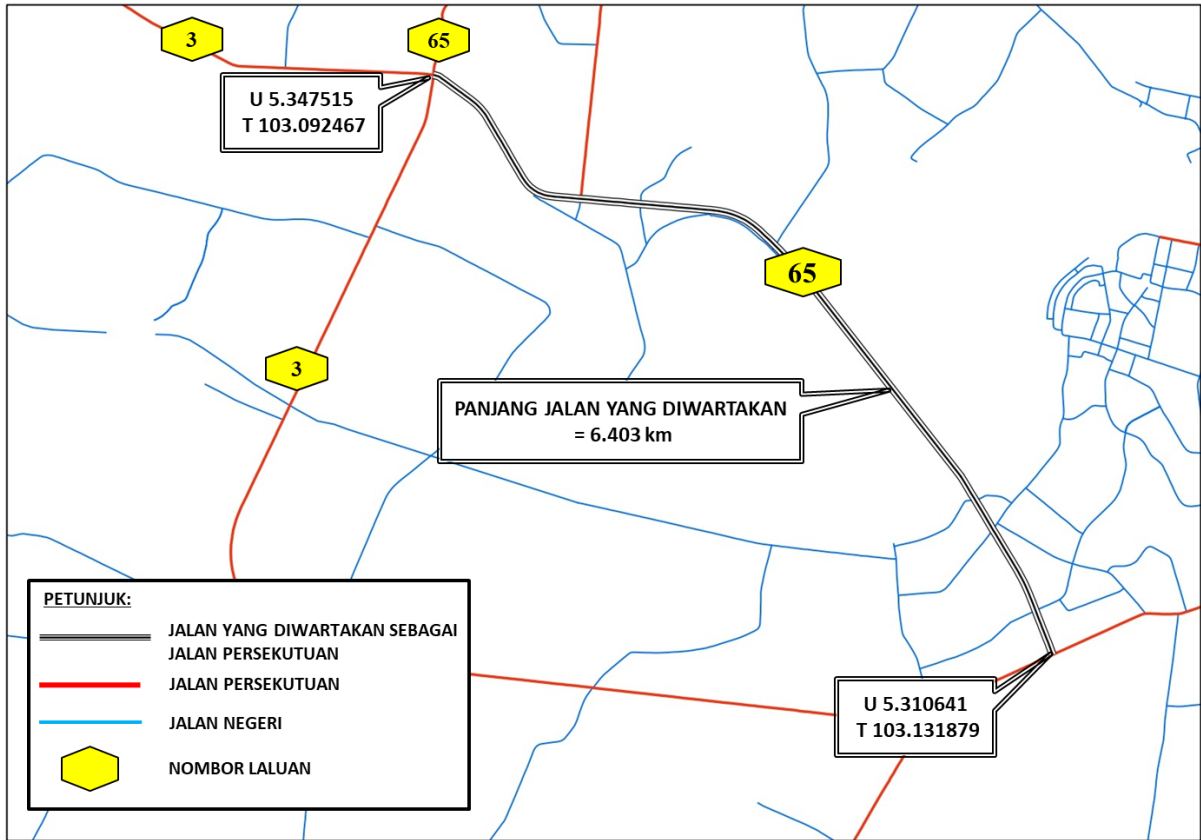 3
65
U 5.347515
T 103.092467
65
3
PANJANG JALAN YANG DIWARTAKAN
= 6.403 km
PETUNJUK:
JALAN YANG DIWARTAKAN SEBAGAI
JALAN PERSEKUTUAN
JALAN PERSEKUTUAN
JALAN NEGERI
NOMBOR LALUAN
U 5.310641
T 103.131879